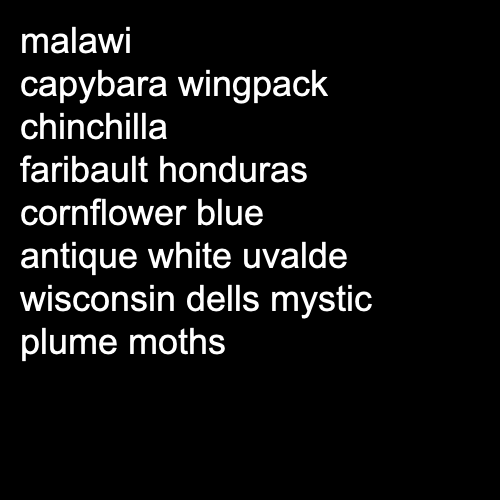 malawi
capybara wingpack
chinchilla
faribault honduras
cornflower blue
antique white uvalde
wisconsin dells mystic
plume moths